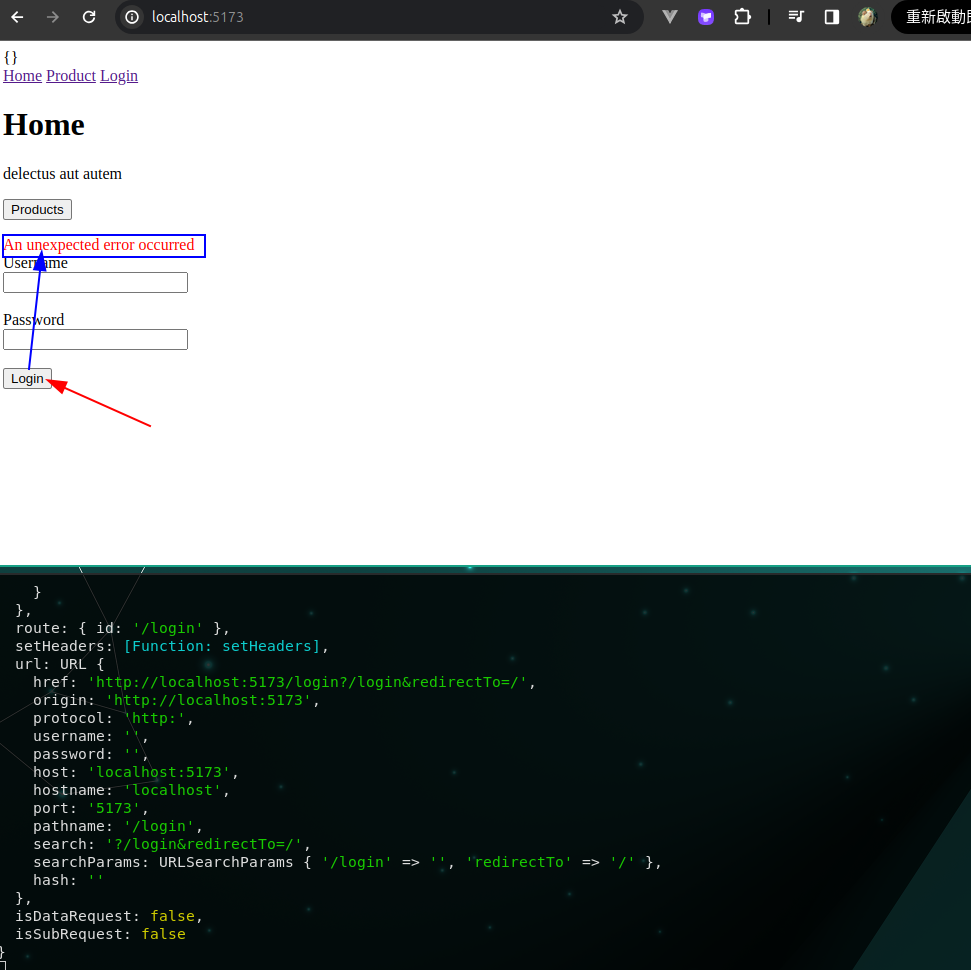 localhost:5173
重新啟動
{}
Home Product Login
Home
delectus aut autem
Products
An unexpected error occurred
Username
Password
Login
}
},
route: { id: '/login' },
setHeaders: [Function: setHeaders],
url: URL {
href: 'http://localhost:5173/login?/login&redirectTo=/',
origin: 'http://localhost:5173',
protocol: 'http:',
username: '',
password: '',
host: 'localhost:5173',
hostname: 'localhost',
port: '5173',
pathname: '/login',
search: '?/login&redirectTo=/',
searchParams: URLSearchParams { '/login' => '', 'redirectTo' => '/' },
hash: ''
},
isDataRequest: false,
isSubRequest: false
}